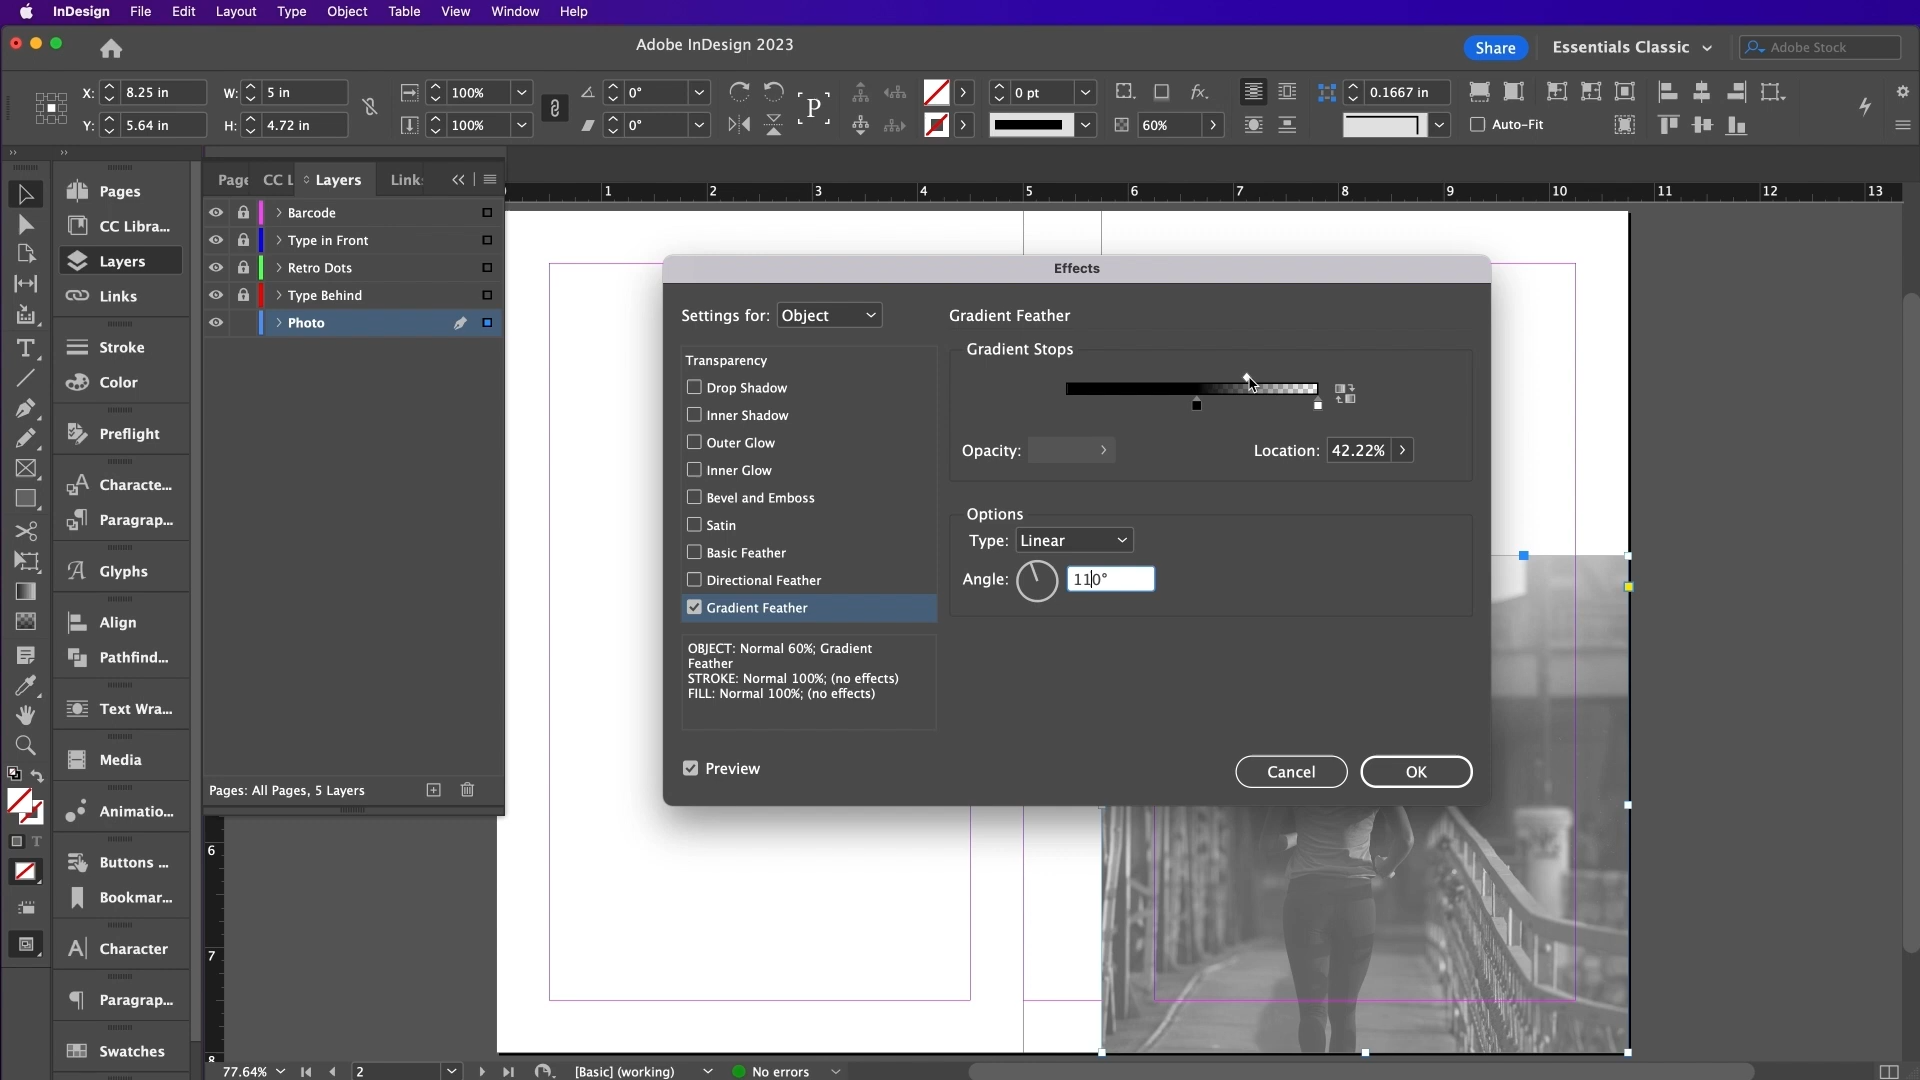 InDesign File Edit Layout Type Object Table View Window Help
Adobe InDesign 2023
Share Essentials Classic Adobe Stock
X: 8.25 in W: 5 in 100% 0° P 0 pt fx. 0.1667 in
Y: 5.64 in H: 4.72 in 100% 0° 60% Auto-Fit
Page CC L Layers Links
1 2 3 4 5 6 7 8 9 10 11 12 13
Pages
CC Libra...
Layers
Links
Stroke
Color
Preflight
Characte...
Paragrap...
Glyphs
Align
Pathfind...
Text Wra...
Media
Animatio...
Buttons ...
Bookmar...
Character
Paragrap...
Swatches
Barcode
Type in Front
Retro Dots
Type Behind
Photo
Pages: All Pages, 5 Layers
6
7
8
Effects
Settings for: Object
Transparency
Drop Shadow
Inner Shadow
Outer Glow
Inner Glow
Bevel and Emboss
Satin
Basic Feather
Directional Feather
Gradient Feather
OBJECT: Normal 60%; Gradient
Feather
STROKE: Normal 100%; (no effects)
FILL: Normal 100%; (no effects)
Preview
Gradient Feather
Gradient Stops
Opacity: Location: 42.22%
Options
Type: Linear
Angle: 110°
Cancel OK
77.64% 2 [Basic] (working) No errors